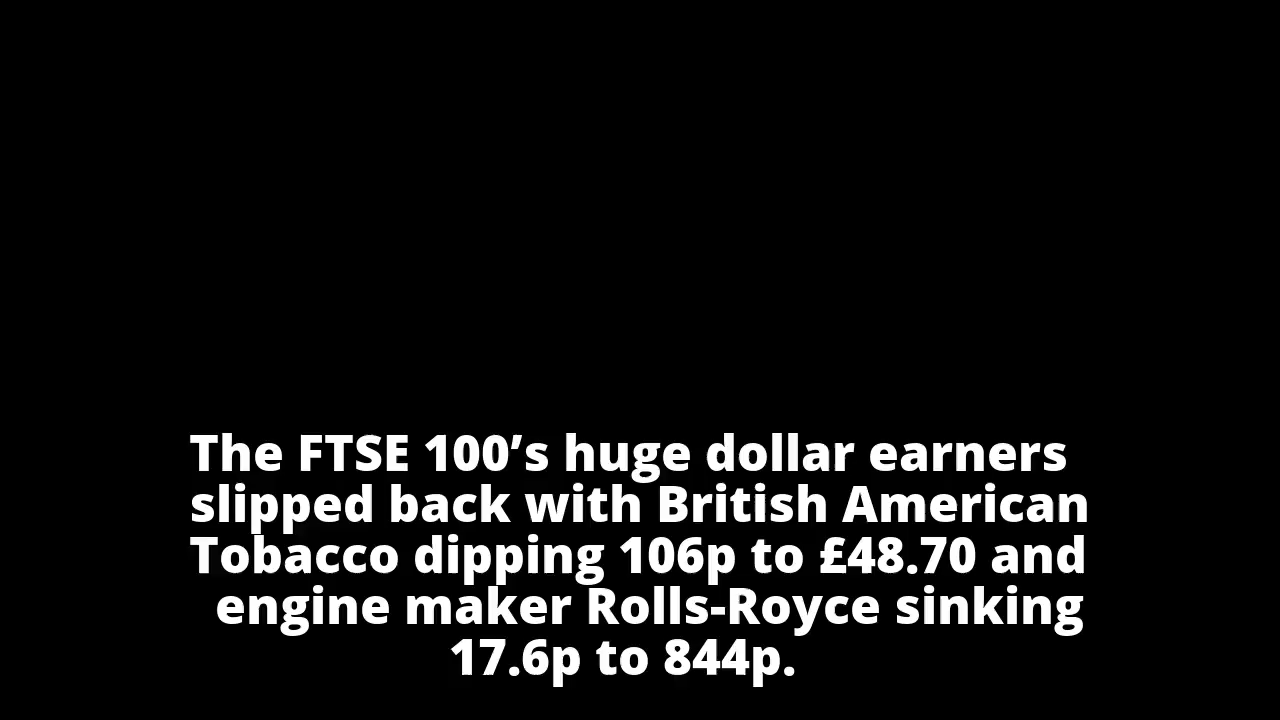 The FTSE 100’s huge dollar earners
slipped back with British American
Tobacco dipping 106p to £48.70 and
engine maker Rolls-Royce sinking
17.6p to 844p.